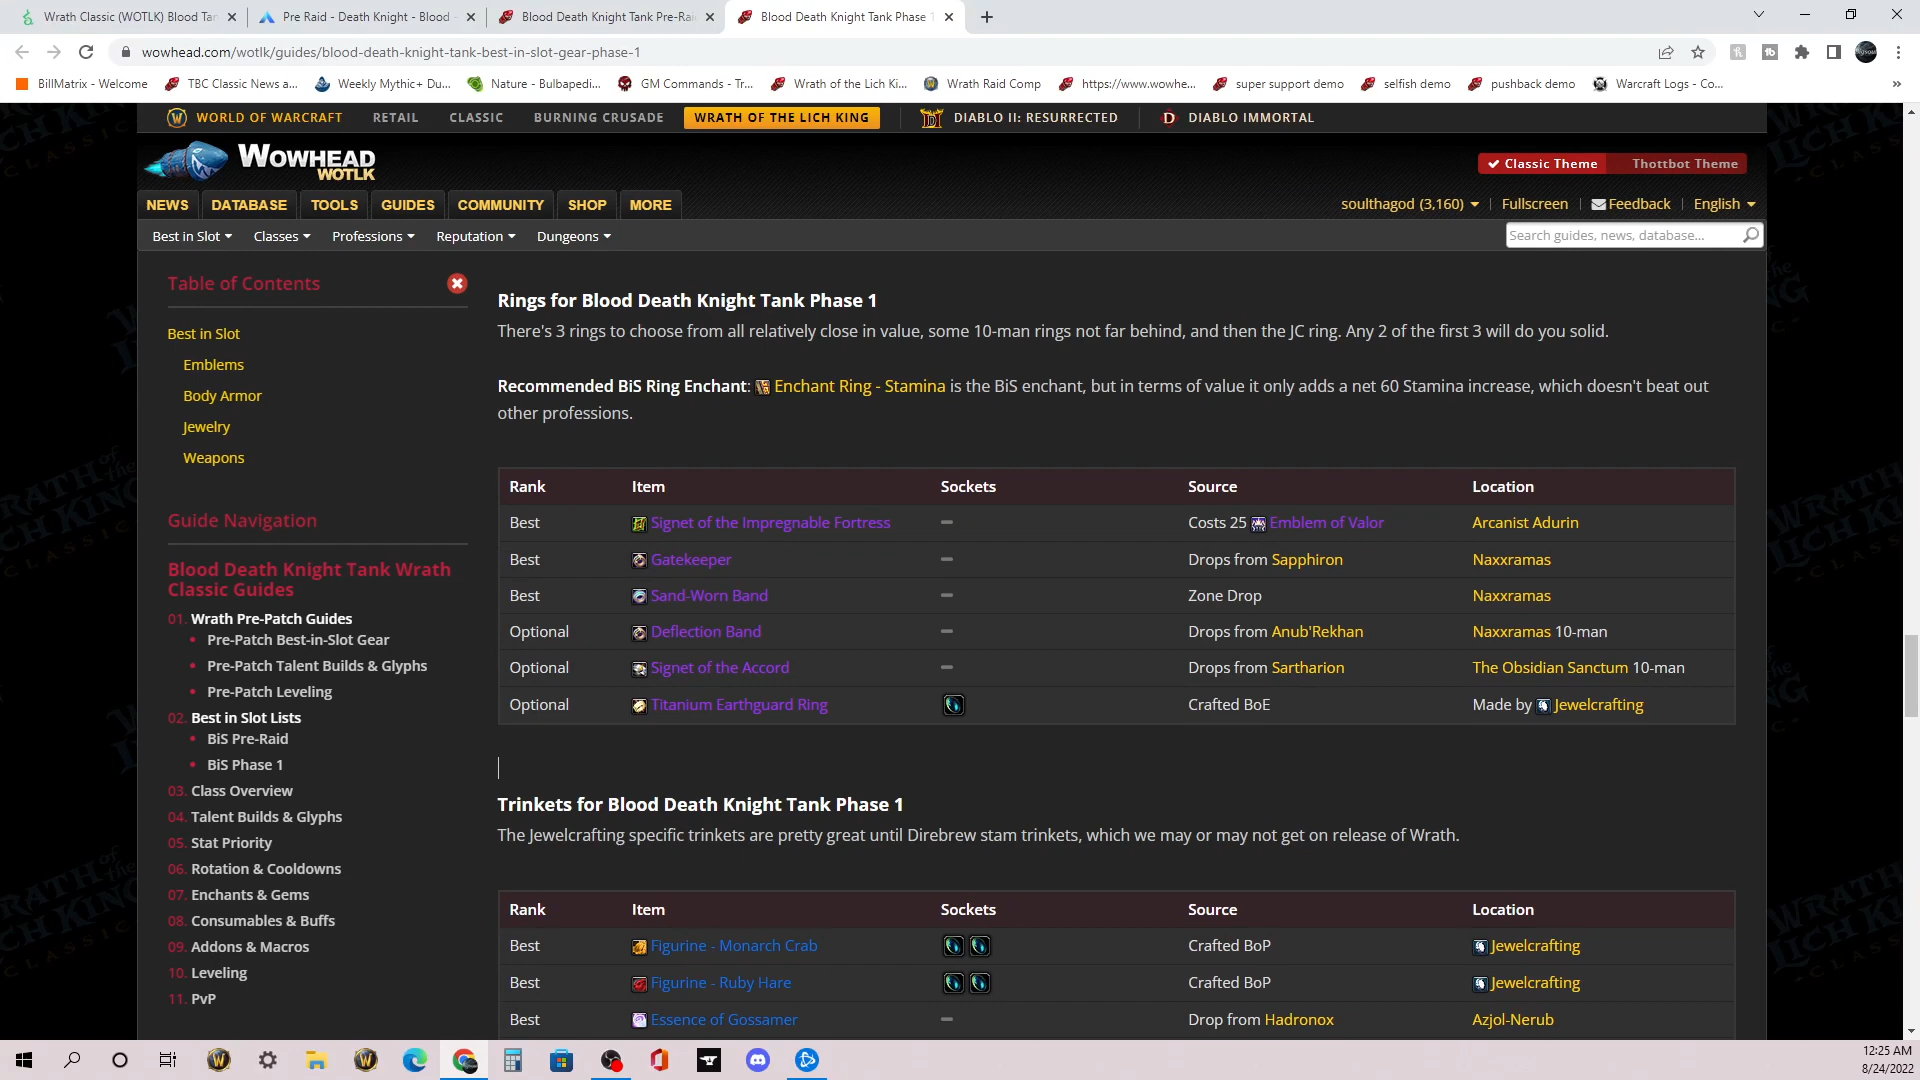 Wrath Classic (WOTLK) Blood Tan
Pre Raid - Death Knight - Blood
Blood Death Knight Tank Pre-Rai
Blood Death Knight Tank Phase 1
wowhead.com/wotlk/guides/blood-death-knight-tank-best-in-slot-gear-phase-1
BillMatrix - Welcome
TBC Classic News a...
Weekly Mythic+ Du...
Nature - Bulbapedi...
GM Commands - Tr...
Wrath of the Lich Ki...
Wrath Raid Comp
https://www.wowhe...
super support demo
selfish demo
pushback demo
Warcraft Logs - Co...
»
WORLD OF WARCRAFT
RETAIL
CLASSIC
BURNING CRUSADE
WRATH OF THE LICH KING
DIABLO II: RESURRECTED
DIABLO IMMORTAL
WOWHEAD
WOTLK
Classic Theme
Thottbot Theme
NEWS
DATABASE
TOOLS
GUIDES
COMMUNITY
SHOP
MORE
soulthagod (3,160)
Fullscreen
Feedback
English
Best in Slot
Classes
Professions
Reputation
Dungeons
Search guides, news, database...
Table of Contents
Best in Slot
Emblems
Body Armor
Jewelry
Weapons
Guide Navigation
Blood Death Knight Tank Wrath
Classic Guides
01. Wrath Pre-Patch Guides
• Pre-Patch Best-in-Slot Gear
• Pre-Patch Talent Builds & Glyphs
• Pre-Patch Leveling
02. Best in Slot Lists
• BiS Pre-Raid
• BiS Phase 1
03. Class Overview
04. Talent Builds & Glyphs
05. Stat Priority
06. Rotation & Cooldowns
07. Enchants & Gems
08. Consumables & Buffs
09. Addons & Macros
10. Leveling
11. PvP
Rings for Blood Death Knight Tank Phase 1
There's 3 rings to choose from all relatively close in value, some 10-man rings not far behind, and then the JC ring. Any 2 of the first 3 will do you solid.
Recommended BiS Ring Enchant: Enchant Ring - Stamina is the BiS enchant, but in terms of value it only adds a net 60 Stamina increase, which doesn't beat out
other professions.
Rank Item Sockets Source Location
Best Signet of the Impregnable Fortress – Costs 25 Emblem of Valor Arcanist Adurin
Best Gatekeeper – Drops from Sapphiron Naxxramas
Best Sand-Worn Band – Zone Drop Naxxramas
Optional Deflection Band – Drops from Anub'Rekhan Naxxramas 10-man
Optional Signet of the Accord – Drops from Sartharion The Obsidian Sanctum 10-man
Optional Titanium Earthguard Ring Crafted BoE Made by Jewelcrafting
Trinkets for Blood Death Knight Tank Phase 1
The Jewelcrafting specific trinkets are pretty great until Direbrew stam trinkets, which we may or may not get on release of Wrath.
Rank Item Sockets Source Location
Best Figurine - Monarch Crab Crafted BoP Jewelcrafting
Best Figurine - Ruby Hare Crafted BoP Jewelcrafting
Best Essence of Gossamer – Drop from Hadronox Azjol-Nerub
12:25 AM
8/24/2022